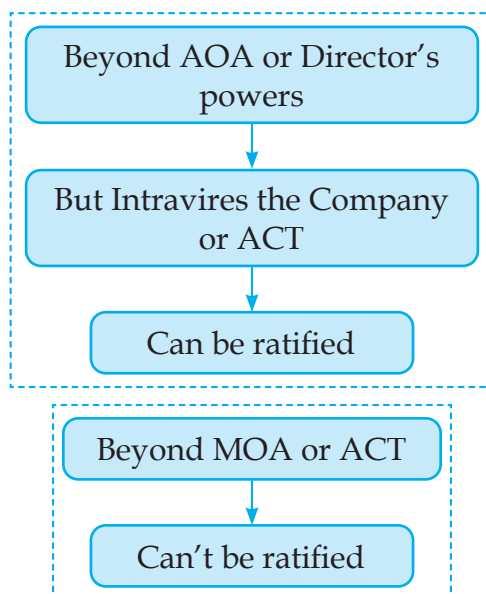 Beyond AOA or Director’s
powers
But Intravires the Company
or ACT
Can be ratified
Beyond MOA or ACT
Can’t be ratified